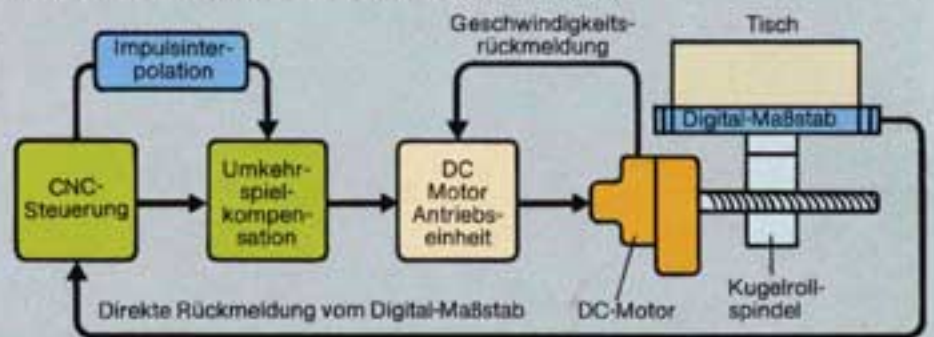 Geschwindigkeits-
rückmeldung
Tisch
Impulsinter-
polation
Digital-Maßstab
CNC-
Steuerung
Umkehr-
spiel-
kompen-
sation
DC
Motor
Antriebs-
einheit
Direkte Rückmeldung vom Digital-Maßstab
DC-Motor
Kugelroll-
spindel